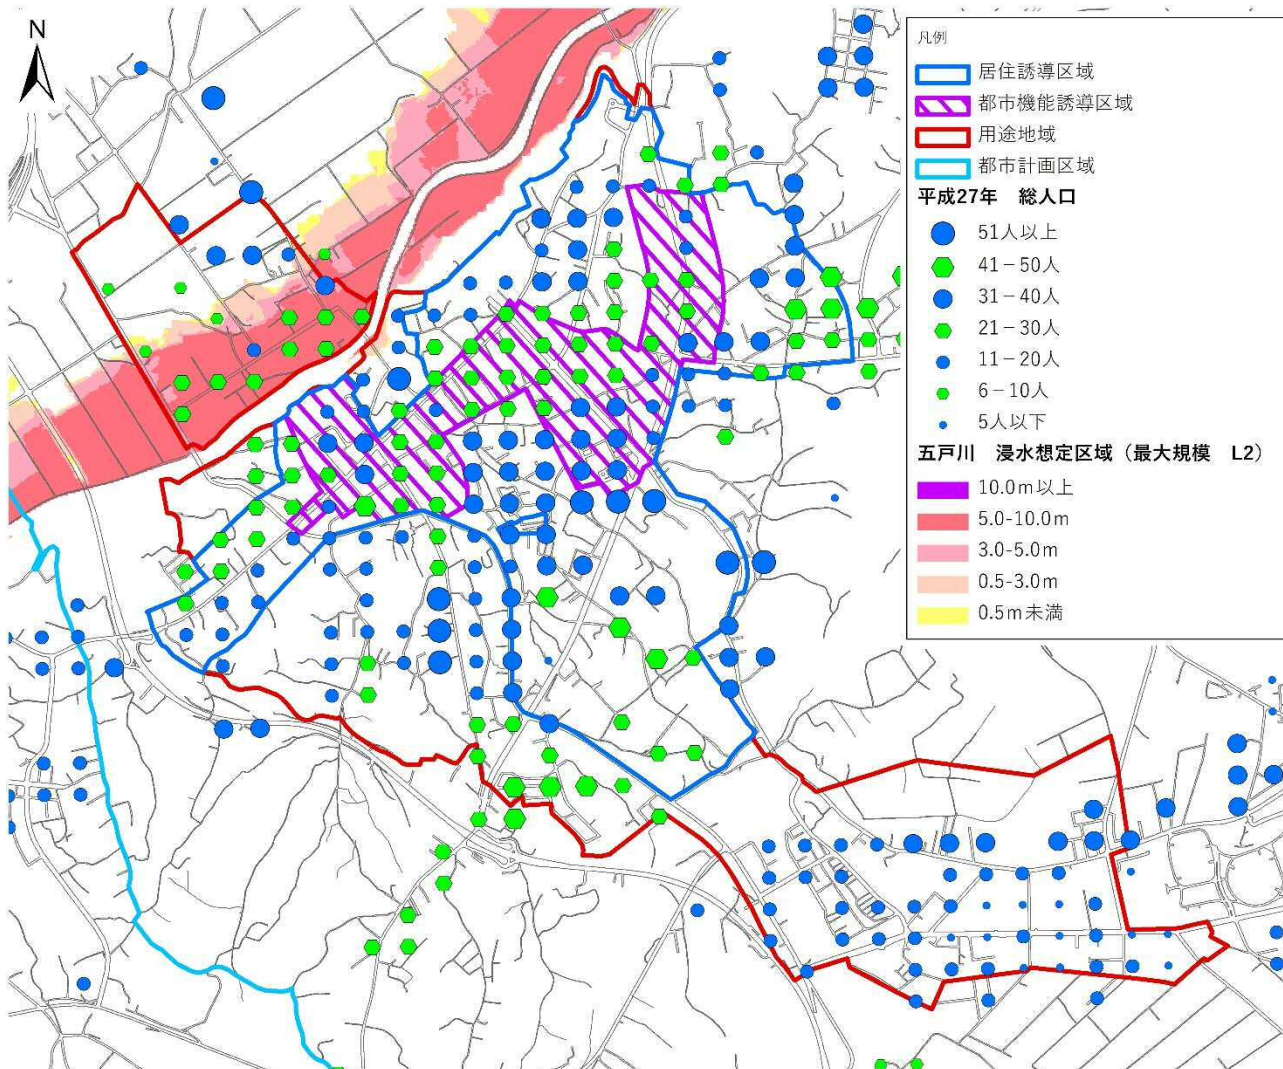 N
凡例
居住誘導区域
都市機能誘導区域
用途地域
都市計画区域
平成27年 総人口
51人以上
41－50人
31－40人
21－30人
11－20人
6－10人
5人以下
五戸川 浸水想定区域（最大規模 L2）
10.0m以上
5.0-10.0m
3.0-5.0m
0.5-3.0m
0.5m未満